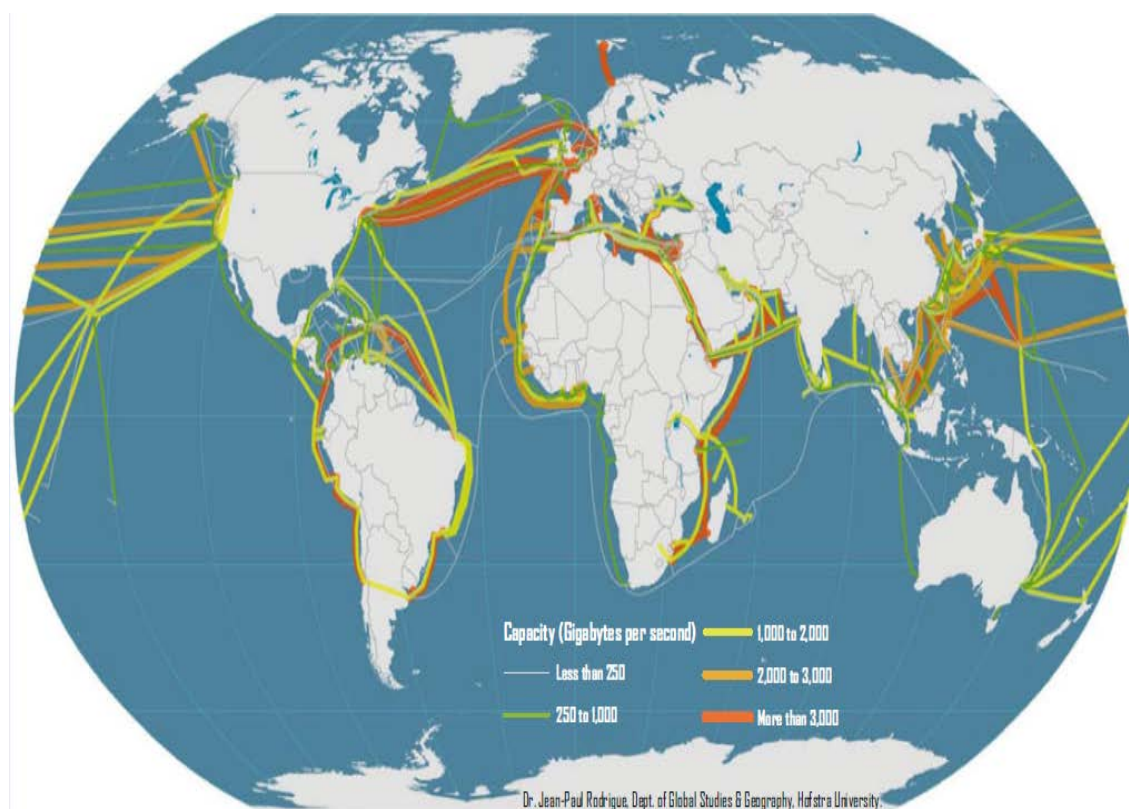 Capacity (Gigabytes per second)
Less than 250
250 to 1,000
1,000 to 2,000
2,000 to 3,000
More than 3,000
Dr. Jean-Paul Rodrigue, Dept. of Global Studies & Geography, Hofstra University.